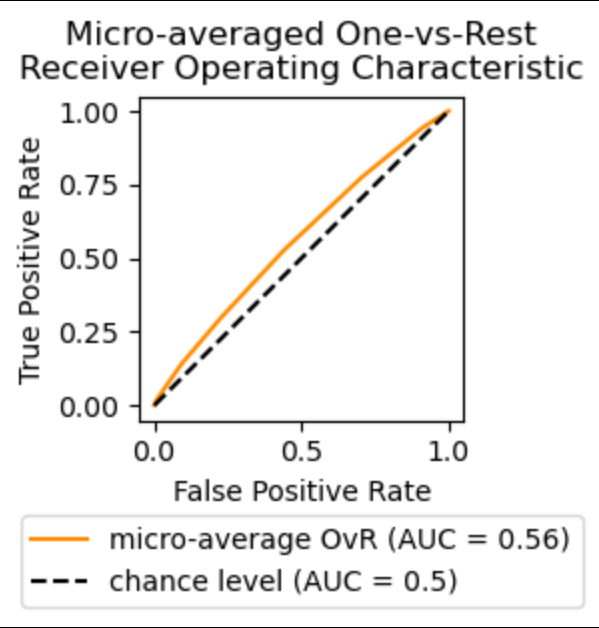 Micro-averaged One-vs-Rest
Receiver Operating Characteristic
1.00
0.75
0.50
0.25
0.00
True Positive Rate
0.0 0.5 1.0
False Positive Rate
micro-average OvR (AUC = 0.56)
chance level (AUC = 0.5)